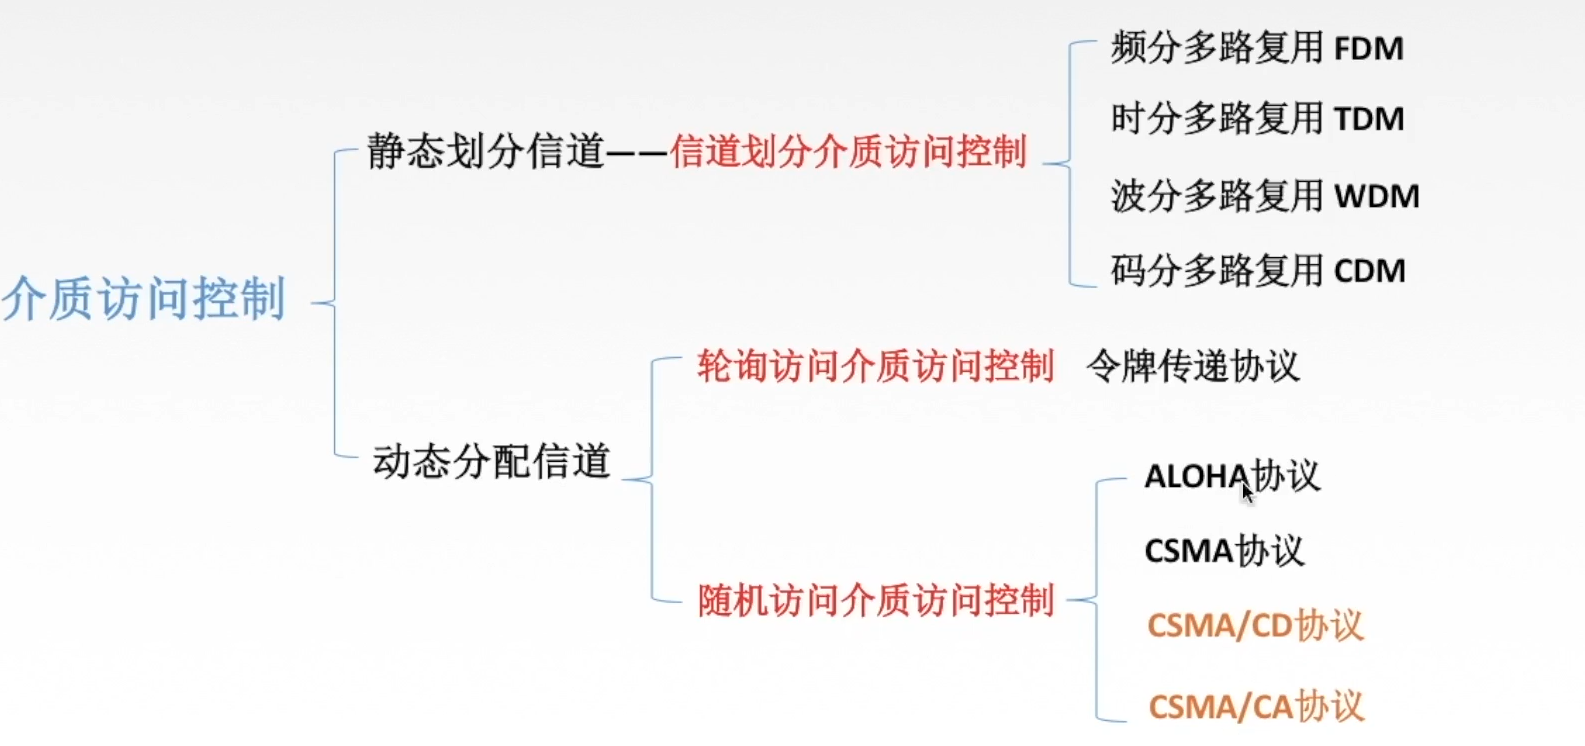 介质访问控制
静态划分信道——信道划分介质访问控制
频分多路复用 FDM
时分多路复用 TDM
波分多路复用 WDM
码分多路复用 CDM
动态分配信道
轮询访问介质访问控制 令牌传递协议
随机访问介质访问控制
ALOHA协议
CSMA协议
CSMA/CD协议
CSMA/CA协议